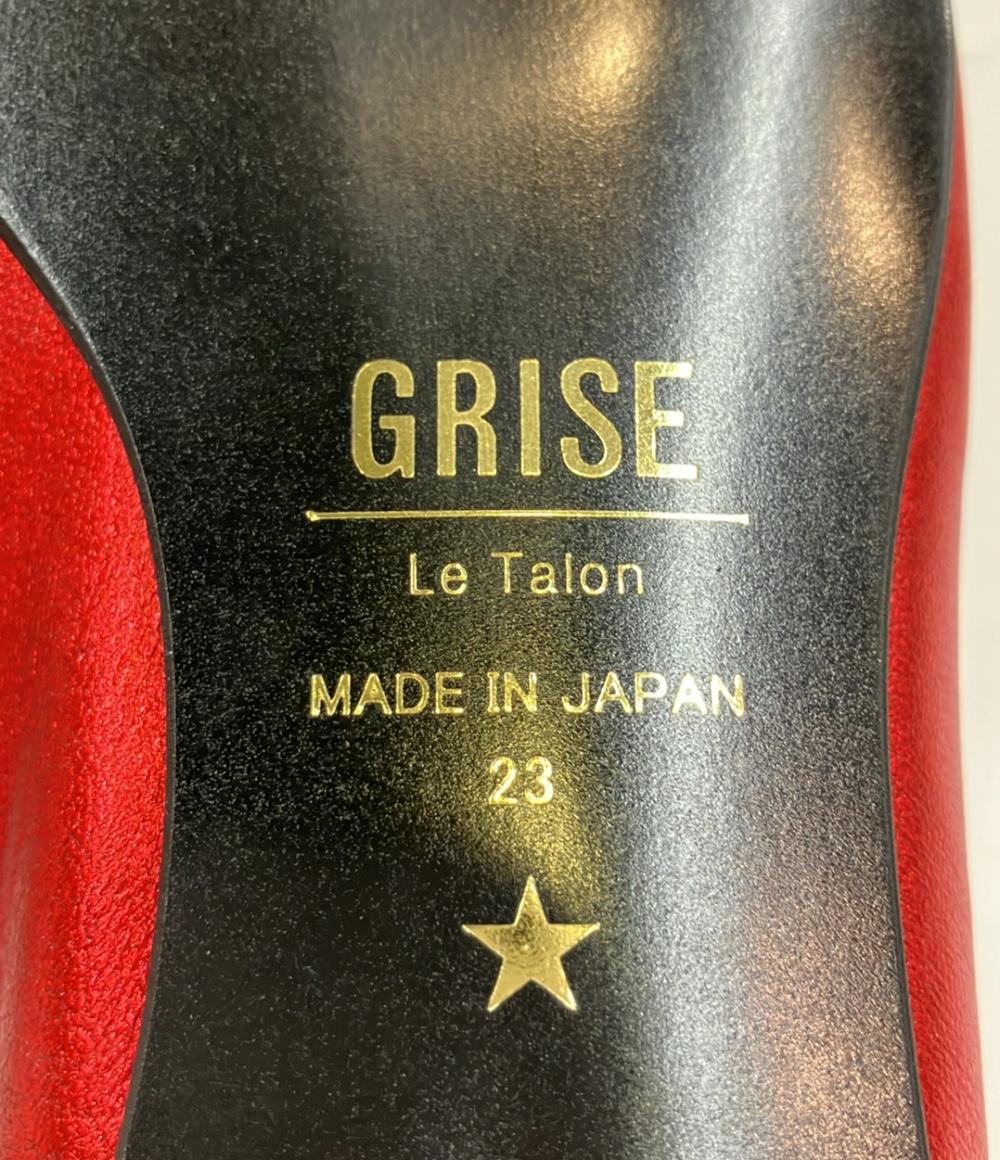 GRISE
Le Talon
MADE IN JAPAN
23